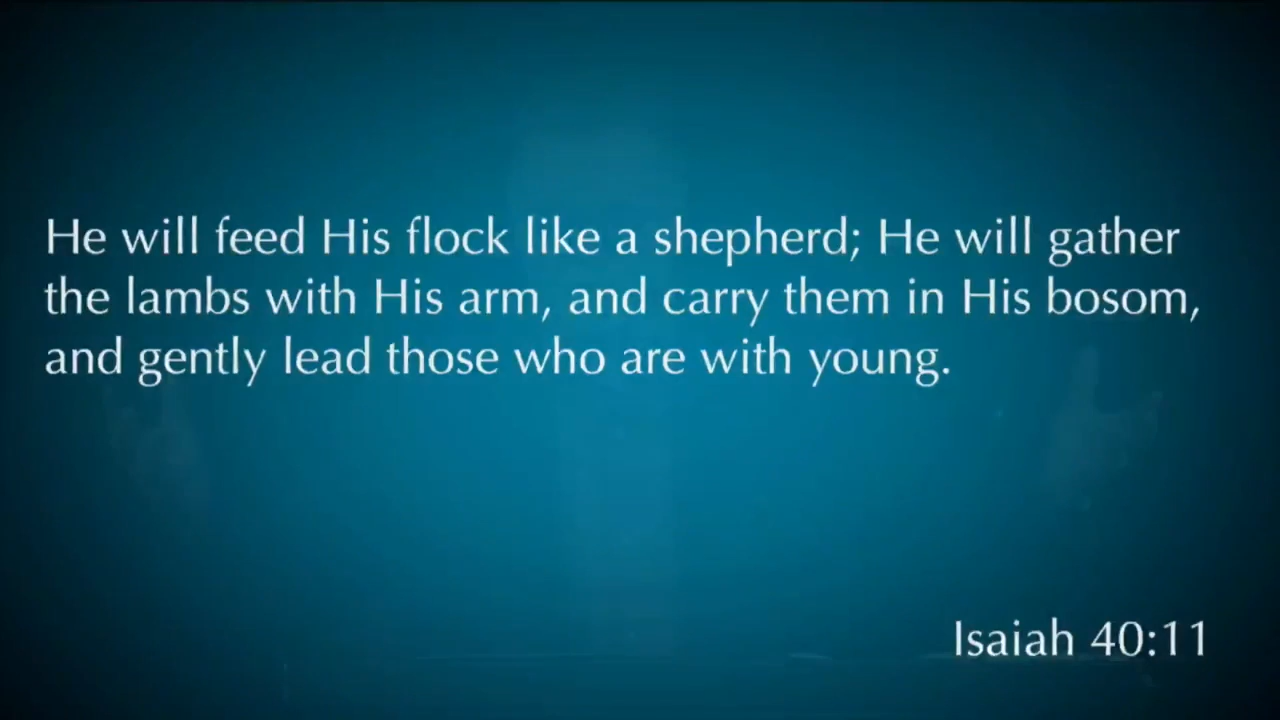 He will feed His flock like a shepherd; He will gather
the lambs with His arm, and carry them in His bosom,
and gently lead those who are with young.
Isaiah 40:11